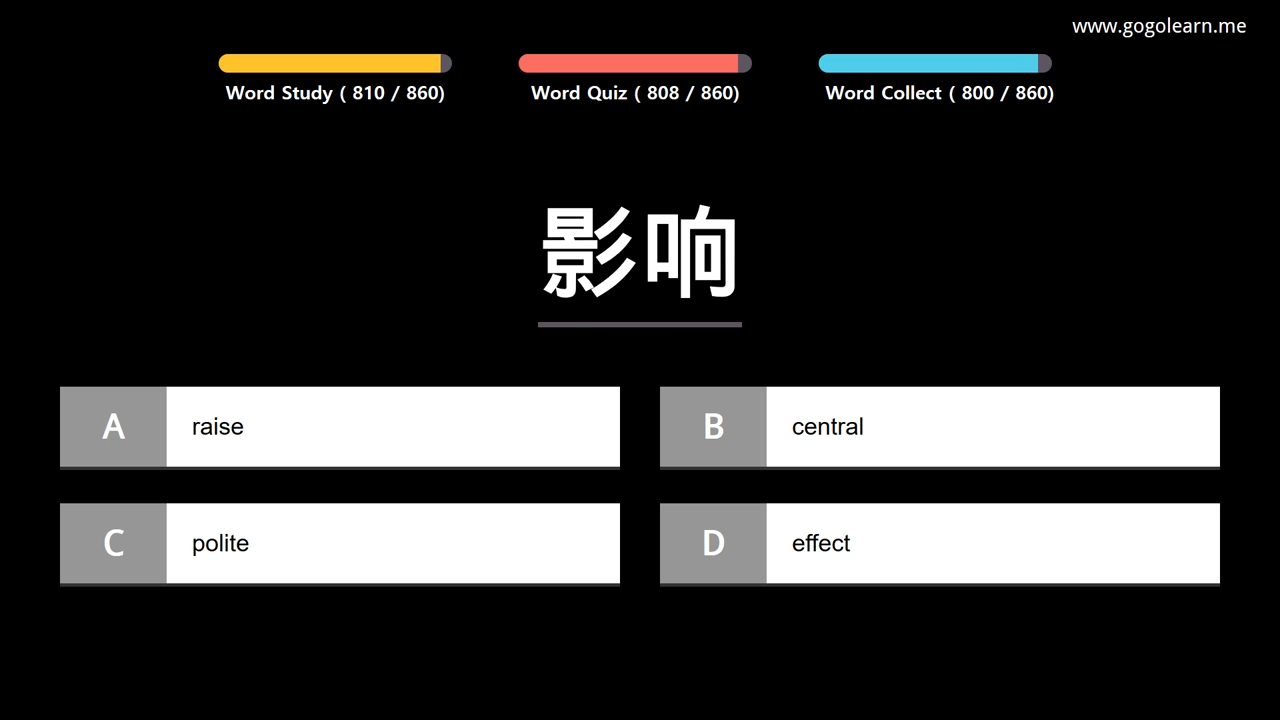 www.gogolearn.me
Word Study ( 810 / 860)
Word Quiz ( 808 / 860)
Word Collect ( 800 / 860)
影响
A raise
B central
C polite
D effect